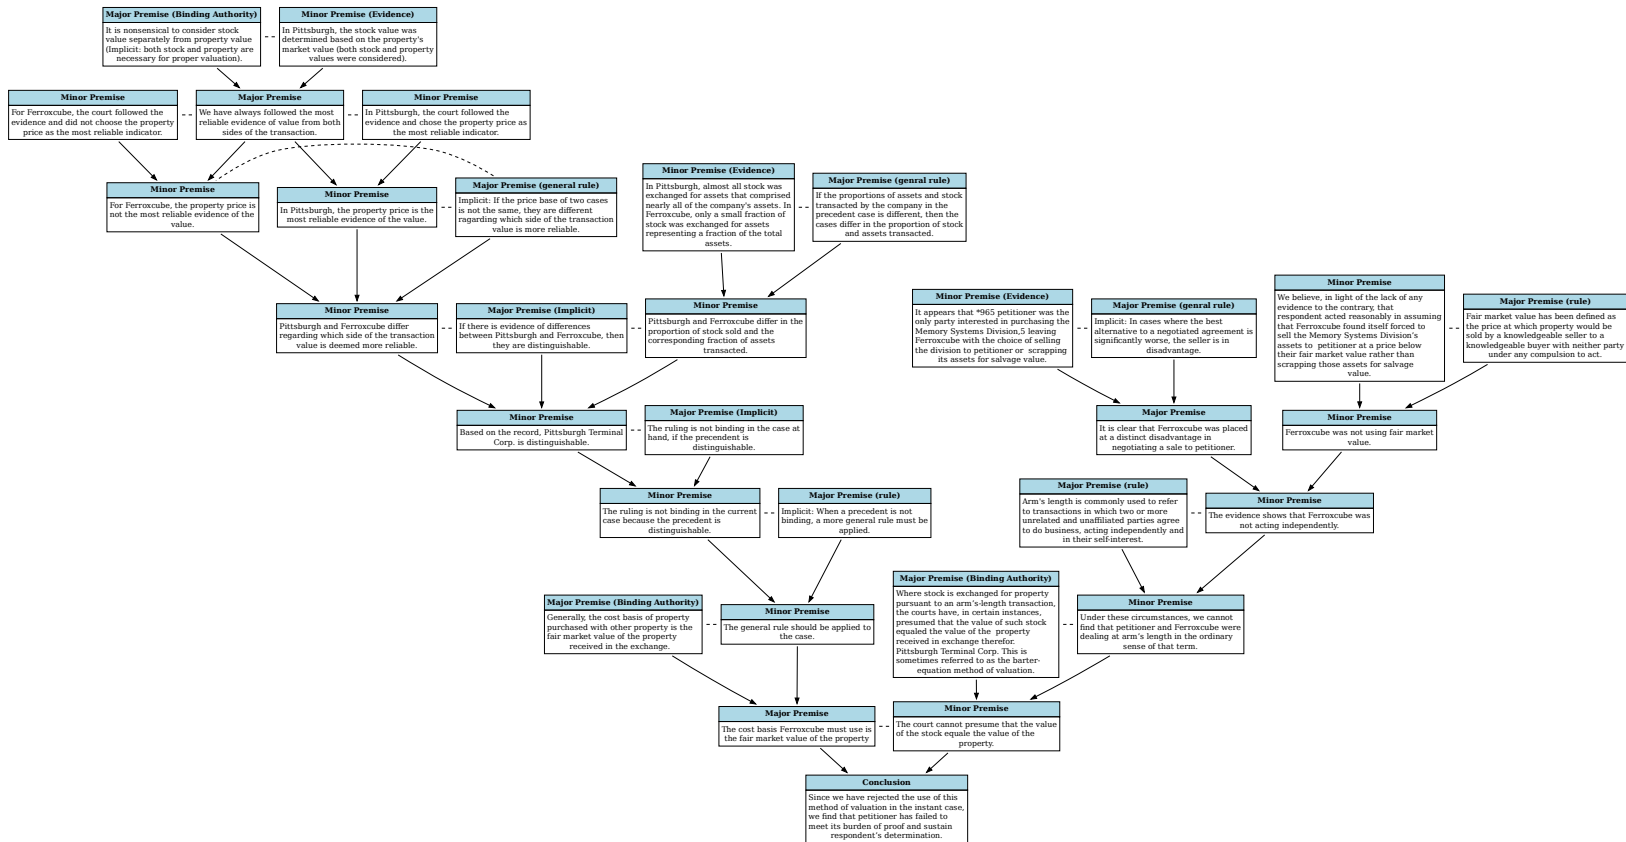 Major Premise (Binding Authority)
It is nonsensical to consider stock
value separately from property value
(Implicit: both stock and property are
necessary for proper valuation).
Minor Premise (Evidence)
In Pittsburgh, the stock value was
determined based on the property's
market value (both stock and property
values were considered).
Minor Premise
For Ferroxcube, the court followed the
evidence and did not choose the property
price as the most reliable indicator.
Major Premise
We have always followed the most
reliable evidence of value from both
sides of the transaction.
Minor Premise
In Pittsburgh, the court followed the
evidence and chose the property price as
the most reliable indicator.
Minor Premise
For Ferroxcube, the property price is
not the most reliable evidence of the
value.
Minor Premise
In Pittsburgh, the property price is the
most reliable evidence of the value.
Major Premise (general rule)
Implicit: If the price base of two cases
is not the same, they are different
ragarding which side of the transaction
value is more reliable.
Minor Premise (Evidence)
In Pittsburgh, almost all stock was
exchanged for assets that comprised
nearly all of the company's assets. In
Ferroxcube, only a small fraction of
stock was exchanged for assets
representing a fraction of the total
assets.
Major Premise (genral rule)
If the proportions of assets and stock
transacted by the company in the
precedent case is different, then the
cases differ in the proportion of stock
and assets transacted.
Minor Premise
Pittsburgh and Ferroxcube differ
regarding which side of the transaction
value is deemed more reliable.
Major Premise (Implicit)
If there is evidence of differences
between Pittsburgh and Ferroxcube, then
they are distinguishable.
Minor Premise
Pittsburgh and Ferroxcube differ in the
proportion of stock sold and the
corresponding fraction of assets
transacted.
Minor Premise (Evidence)
It appears that *965 petitioner was the
only party interested in purchasing the
Memory Systems Division,5 leaving
Ferroxcube with the choice of selling
the division to petitioner or scrapping
its assets for salvage value.
Major Premise (genral rule)
Implicit: In cases where the best
alternative to a negotiated agreement is
significantly worse, the seller is in
disadvantage.
Minor Premise
We believe, in light of the lack of any
evidence to the contrary, that
respondent acted reasonably in assuming
that Ferroxcube found itself forced to
sell the Memory Systems Division's
assets to petitioner at a price below
their fair market value rather than
scrapping those assets for salvage
value.
Major Premise (rule)
Fair market value has been defined as
the price at which property would be
sold by a knowledgeable seller to a
knowledgeable buyer with neither party
under any compulsion to act.
Minor Premise
Based on the record, Pittsburgh Terminal
Corp. is distinguishable.
Major Premise (Implicit)
The ruling is not binding in the case at
hand, if the precendent is
distinguishable.
Major Premise
It is clear that Ferroxcube was placed
at a distinct disadvantage in
negotiating a sale to petitioner.
Minor Premise
Ferroxcube was not using fair market
value.
Minor Premise
The ruling is not binding in the current
case because the precedent is
distinguishable.
Major Premise (rule)
Implicit: When a precedent is not
binding, a more general rule must be
applied.
Major Premise (rule)
Arm's length is commonly used to refer
to transactions in which two or more
unrelated and unaffiliated parties agree
to do business, acting independently and
in their self-interest.
Minor Premise
The evidence shows that Ferroxcube was
not acting independently.
Major Premise (Binding Authority)
Generally, the cost basis of property
purchased with other property is the
fair market value of the property
received in the exchange.
Minor Premise
The general rule should be applied to
the case.
Major Premise (Binding Authority)
Where stock is exchanged for property
pursuant to an arm's-length transaction,
the courts have, in certain instances,
presumed that the value of such stock
equaled the value of the property
received in exchange therefor.
Pittsburgh Terminal Corp. This is
sometimes referred to as the barter-
equation method of valuation.
Minor Premise
Under these circumstances, we cannot
find that petitioner and Ferroxcube were
dealing at arm's length in the ordinary
sense of that term.
Major Premise
The cost basis Ferroxcube must use is
the fair market value of the property
Minor Premise
The court cannot presume that the value
of the stock equale the value of the
property.
Conclusion
Since we have rejected the use of this
method of valuation in the instant case,
we find that petitioner has failed to
meet its burden of proof and sustain
respondent's determination.